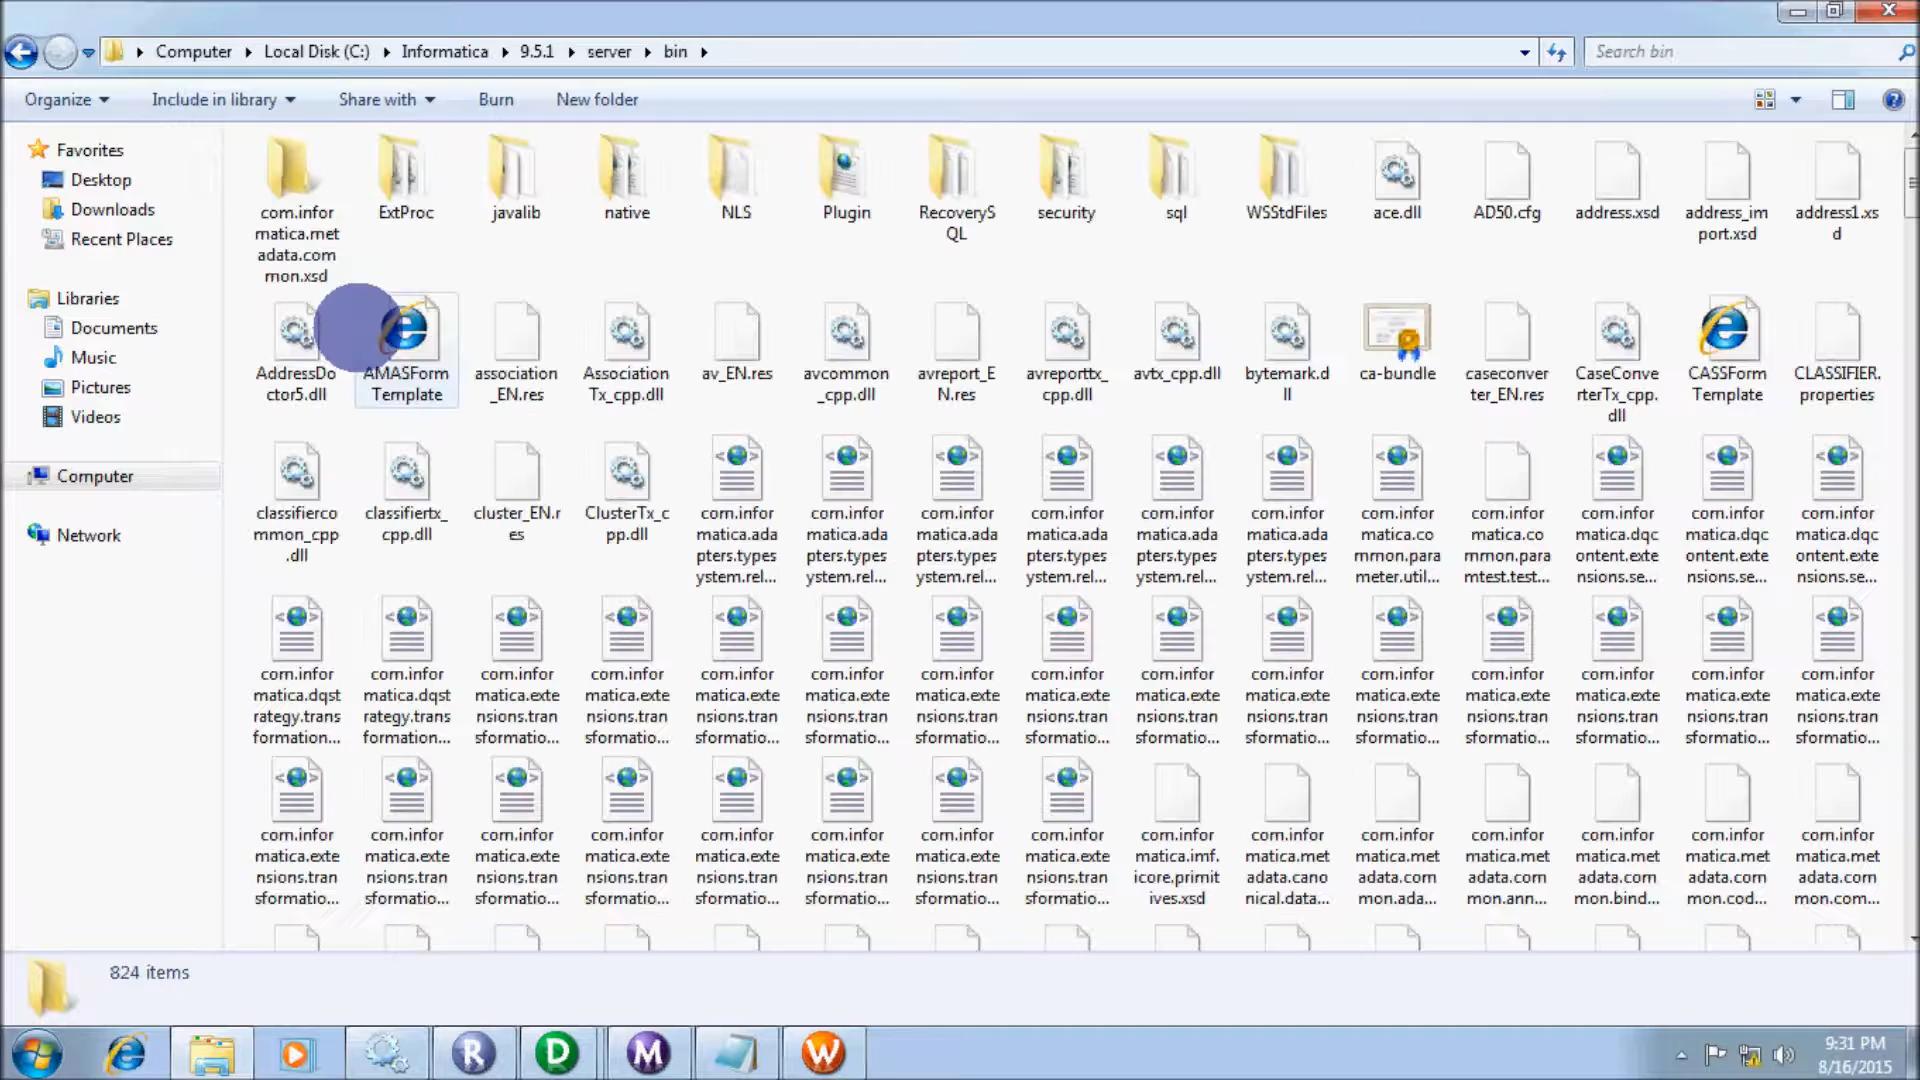 Computer Local Disk (C:) Informatica 9.5.1 server bin
Search bin
Organize Include in library Share with Burn New folder
Favorites
Desktop
Downloads
Recent Places
Libraries
Documents
Music
Pictures
Videos
Computer
Network
com.infor
matica.met
adata.com
mon.xsd
ExtProc
javalib
native
NLS
Plugin
RecoveryS
QL
security
sql
WSStdFiles
ace.dll
AD50.cfg
address.xsd
address_im
port.xsd
address1.xs
d
AddressDo
ctor5.dll
AMASForm
Template
association
_EN.res
Association
Tx_cpp.dll
av_EN.res
avcommon
_cpp.dll
avreport_E
N.res
avreporttx_
cpp.dll
avtx_cpp.dll
bytemark.d
ll
ca-bundle
caseconver
ter_EN.res
CaseConve
rterTx_cpp.
dll
CASSForm
Template
CLASSIFIER.
properties
classifierco
mmon_cpp
.dll
classifiertx_
cpp.dll
cluster_EN.r
es
ClusterTx_c
pp.dll
com.infor
matica.ada
pters.types
ystem.rel...
com.infor
matica.ada
pters.types
ystem.rel...
com.infor
matica.ada
pters.types
ystem.rel...
com.infor
matica.ada
pters.types
ystem.rel...
com.infor
matica.ada
pters.types
ystem.rel...
com.infor
matica.ada
pters.types
ystem.rel...
com.infor
matica.co
mmon.para
meter.util...
com.infor
matica.co
mmon.para
mtest.test...
com.infor
matica.dqc
ontent.exte
nsions.se...
com.infor
matica.dqc
ontent.exte
nsions.se...
com.infor
matica.dqc
ontent.exte
nsions.se...
com.infor
matica.dqst
rategy.trans
formation...
com.infor
matica.dqst
rategy.trans
formation...
com.infor
matica.exte
nsions.tran
sformatio...
com.infor
matica.exte
nsions.tran
sformatio...
com.infor
matica.exte
nsions.tran
sformatio...
com.infor
matica.exte
nsions.tran
sformatio...
com.infor
matica.exte
nsions.tran
sformatio...
com.infor
matica.exte
nsions.tran
sformatio...
com.infor
matica.exte
nsions.tran
sformatio...
com.infor
matica.exte
nsions.tran
sformatio...
com.infor
matica.exte
nsions.tran
sformatio...
com.infor
matica.exte
nsions.tran
sformatio...
com.infor
matica.exte
nsions.tran
sformatio...
com.infor
matica.exte
nsions.tran
sformatio...
com.infor
matica.exte
nsions.tran
sformatio...
com.infor
matica.exte
nsions.tran
sformatio...
com.infor
matica.exte
nsions.tran
sformatio...
com.infor
matica.exte
nsions.tran
sformatio...
com.infor
matica.exte
nsions.tran
sformatio...
com.infor
matica.exte
nsions.tran
sformatio...
com.infor
matica.exte
nsions.tran
sformatio...
com.infor
matica.exte
nsions.tran
sformatio...
com.infor
matica.exte
nsions.tran
sformatio...
com.infor
matica.imf.
icore.primit
ives.xsd
com.infor
matica.met
adata.cano
nical.data...
com.infor
matica.met
adata.com
mon.ada...
com.infor
matica.met
adata.com
mon.ann...
com.infor
matica.met
adata.com
mon.bind...
com.infor
matica.met
adata.com
mon.cod...
com.infor
matica.met
adata.com
mon.com...
824 items
R
D
M
W
9:31 PM
8/16/2015